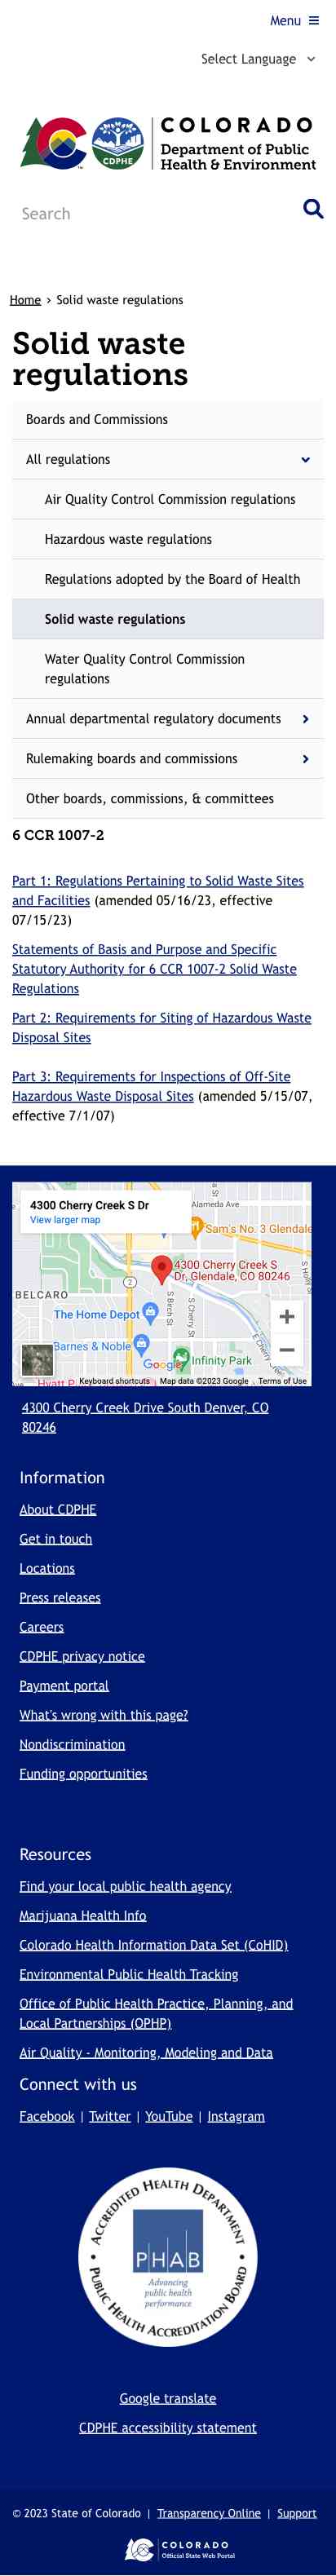 Menu
Select Language
COLORADO
Department of Public
Health & Environment
CDPHE
Search
Home › Solid waste regulations
Solid waste
regulations
Boards and Commissions
All regulations
Air Quality Control Commission regulations
Hazardous waste regulations
Regulations adopted by the Board of Health
Solid waste regulations
Water Quality Control Commission
regulations
Annual departmental regulatory documents
Rulemaking boards and commissions
Other boards, commissions, & committees
6 CCR 1007-2
Part 1: Regulations Pertaining to Solid Waste Sites
and Facilities (amended 05/16/23, effective
07/15/23)
Statements of Basis and Purpose and Specific
Statutory Authority for 6 CCR 1007-2 Solid Waste
Regulations
Part 2: Requirements for Siting of Hazardous Waste
Disposal Sites
Part 3: Requirements for Inspections of Off-Site
Hazardous Waste Disposal Sites (amended 5/15/07,
effective 7/1/07)
4300 Cherry Creek S Dr
View larger map
Alameda Ave
Sam's No. 3 Glendale
4300 Cherry Creek S
Dr, Glendale, CO 80246
2
BELCARO
The Home Depot
S Birch St
S Cherry St
E Cherry Cree
S Holly
Barnes & Noble
Google
Infinity Park
Hyatt P
Keyboard shortcuts
Map data ©2023 Google
Terms of Use
4300 Cherry Creek Drive South Denver, CO
80246
Information
About CDPHE
Get in touch
Locations
Press releases
Careers
CDPHE privacy notice
Payment portal
What's wrong with this page?
Nondiscrimination
Funding opportunities
Resources
Find your local public health agency
Marijuana Health Info
Colorado Health Information Data Set (CoHID)
Environmental Public Health Tracking
Office of Public Health Practice, Planning, and
Local Partnerships (OPHP)
Air Quality - Monitoring, Modeling and Data
Connect with us
Facebook | Twitter | YouTube | Instagram
ACCREDITED HEALTH DEPARTMENT
PHAB
Advancing
public health
performance
PUBLIC HEALTH ACCREDITATION BOARD
Google translate
CDPHE accessibility statement
© 2023 State of Colorado | Transparency Online | Support
COLORADO
Official State Web Portal